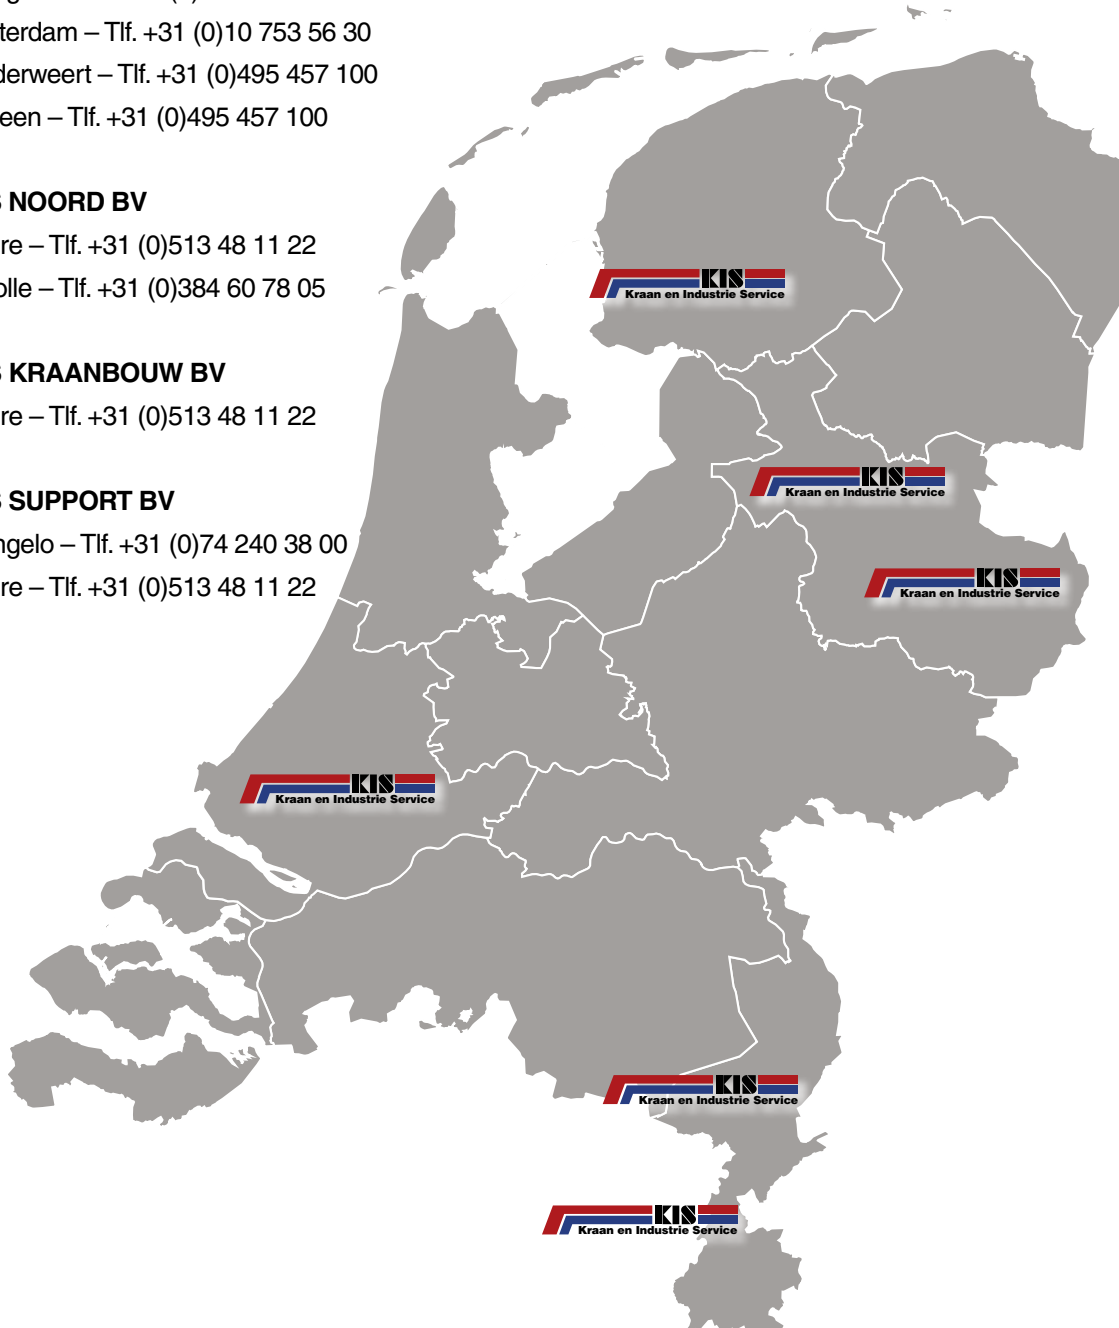 terdam – Tlf. +31 (0)10 753 56 30
derweert – Tlf. +31 (0)495 457 100
een – Tlf. +31 (0)495 457 100
NOORD BV
re – Tlf. +31 (0)513 48 11 22
olle – Tlf. +31 (0)384 60 78 05
KRAANBOUW BV
re – Tlf. +31 (0)513 48 11 22
SUPPORT BV
ngelo – Tlf. +31 (0)74 240 38 00
re – Tlf. +31 (0)513 48 11 22
KIS
Kraan en Industrie Service
KIS
Kraan en Industrie Service
KIS
Kraan en Industrie Service
KIS
Kraan en Industrie Service
KIS
Kraan en Industrie Service
KIS
Kraan en Industrie Service